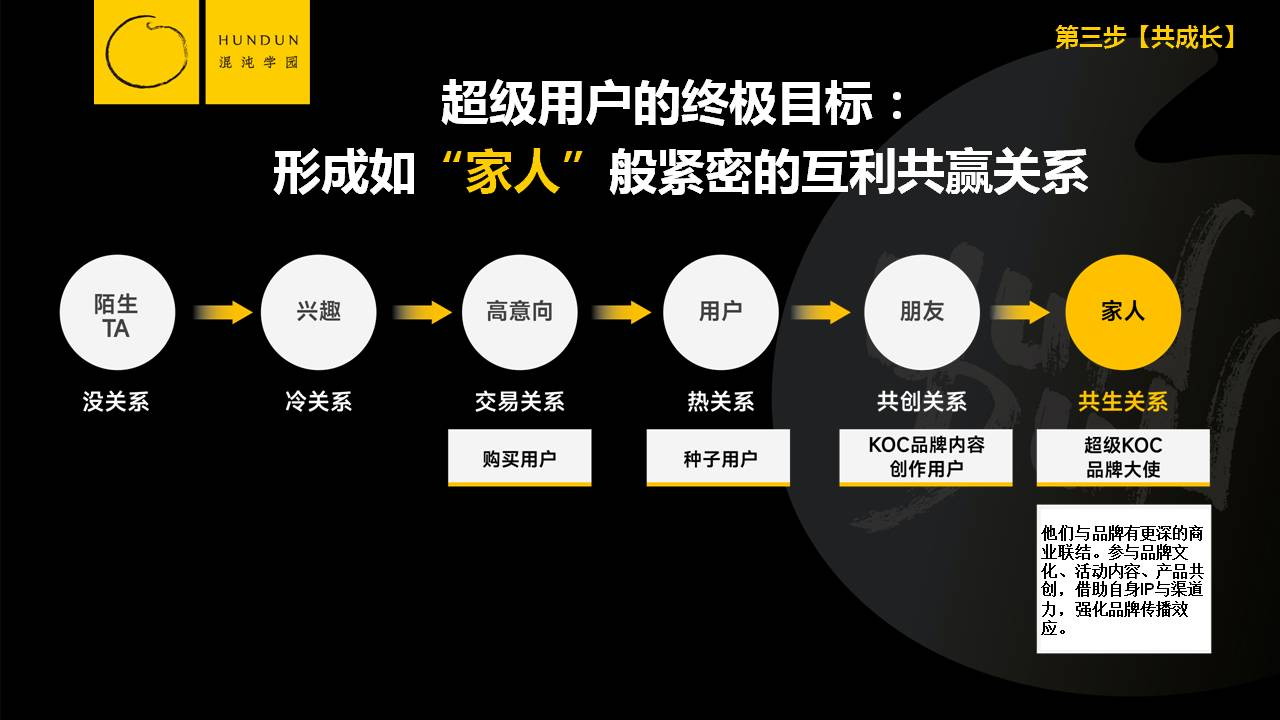 HUNDUN
混沌学园
第三步【共成长】
超级用户的终极目标：
形成如“家人”般紧密的互利共赢关系
陌生
TA
兴趣
高意向
用户
朋友
家人
没关系
冷关系
交易关系
热关系
共创关系
共生关系
购买用户
种子用户
KOC品牌内容
创作用户
超级KOC
品牌大使
他们与品牌有更深的商
业联结。参与品牌文
化、活动内容、产品共
创，借助自身IP与渠道
力，强化品牌传播效
应。